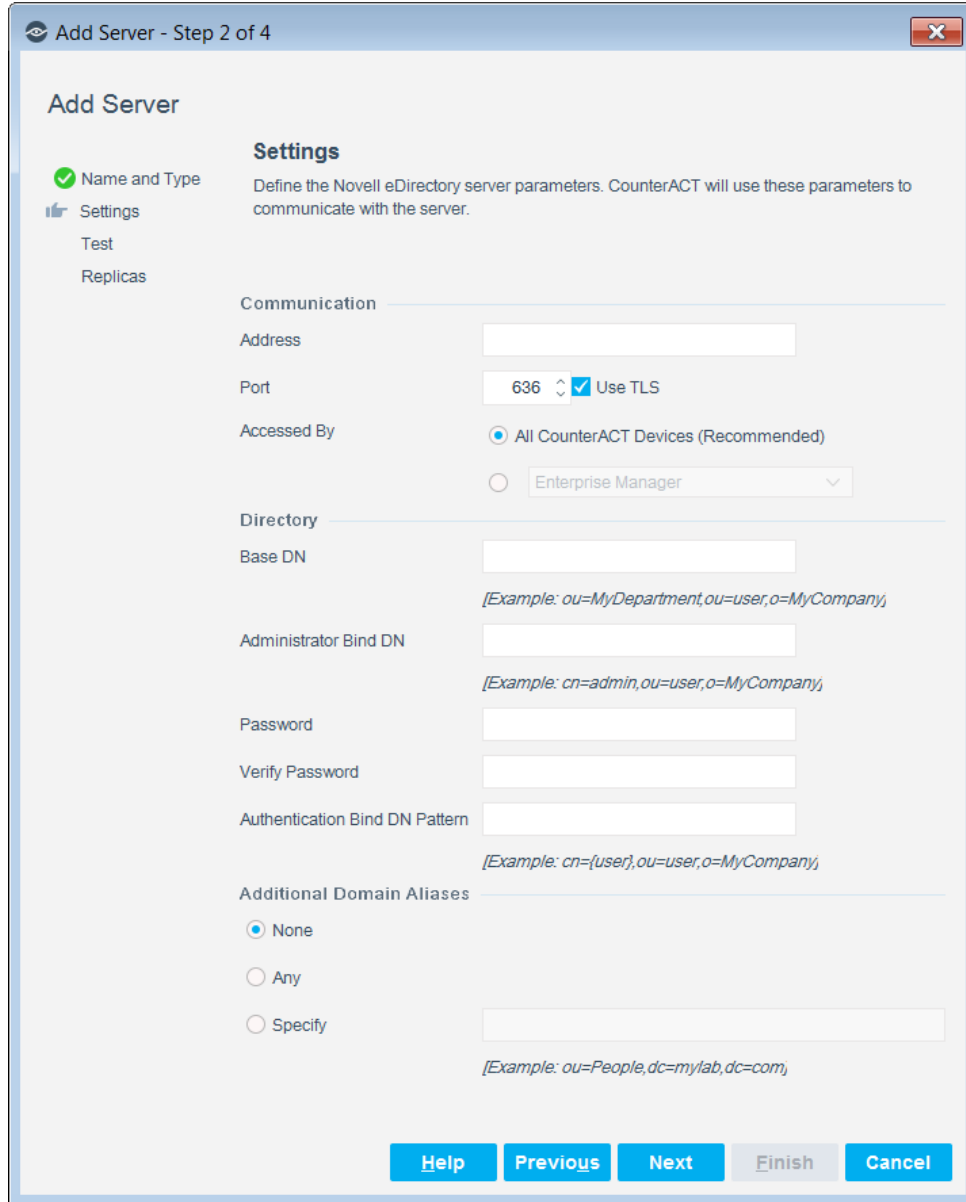 Add Server - Step 2 of 4
Add Server
Name and Type
Settings
Test
Replicas
Settings
Define the Novell eDirectory server parameters. CounterACT will use these parameters to
communicate with the server.
Communication
Address
Port 636 Use TLS
Accessed By All CounterACT Devices (Recommended)
Enterprise Manager
Directory
Base DN
[Example: ou=MyDepartment,ou=user,o=MyCompany]
Administrator Bind DN
[Example: cn=admin,ou=user,o=MyCompany]
Password
Verify Password
Authentication Bind DN Pattern
[Example: cn={user},ou=user,o=MyCompany]
Additional Domain Aliases
None
Any
Specify
[Example: ou=People,dc=mylab,dc=com]
Help Previous Next Finish Cancel